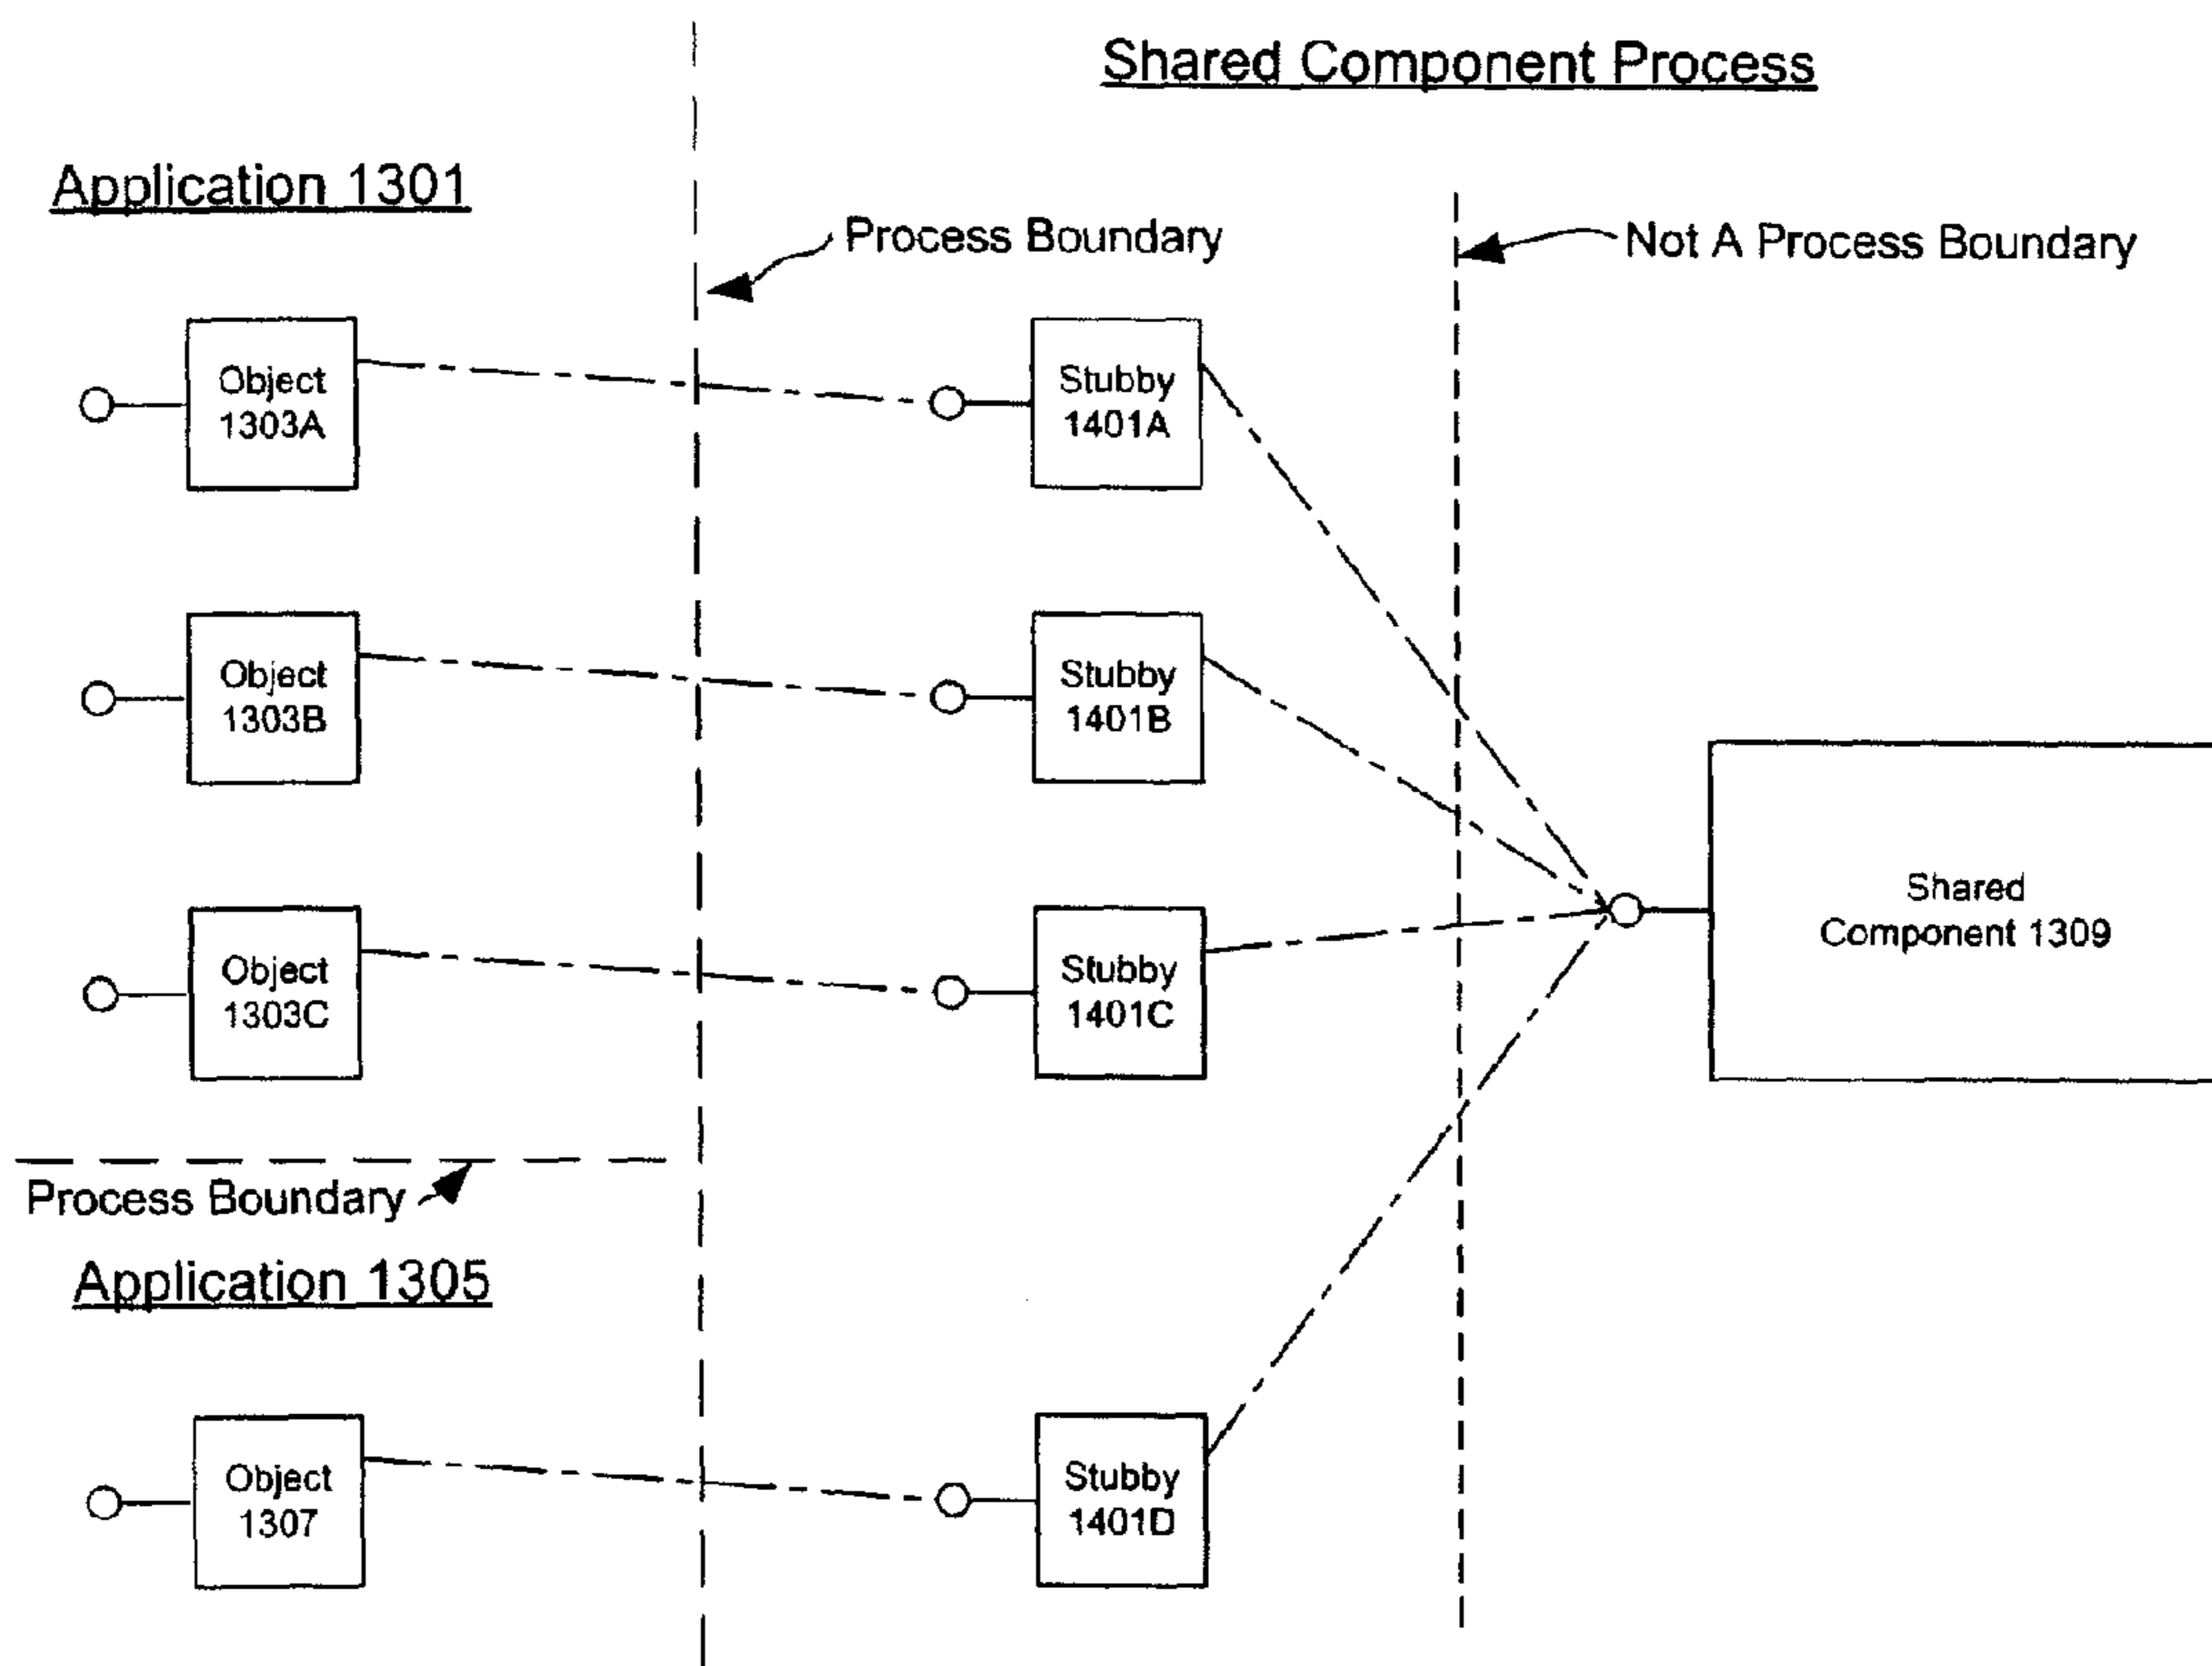 Shared Component Process
Application 1301
Process Boundary
Not A Process Boundary
Object
1303A
Stubby
1401A
Object
1303B
Stubby
1401B
Shared
Component 1309
Object
1303C
Stubby
1401C
Process Boundary
Application 1305
Object
1307
Stubby
1401D